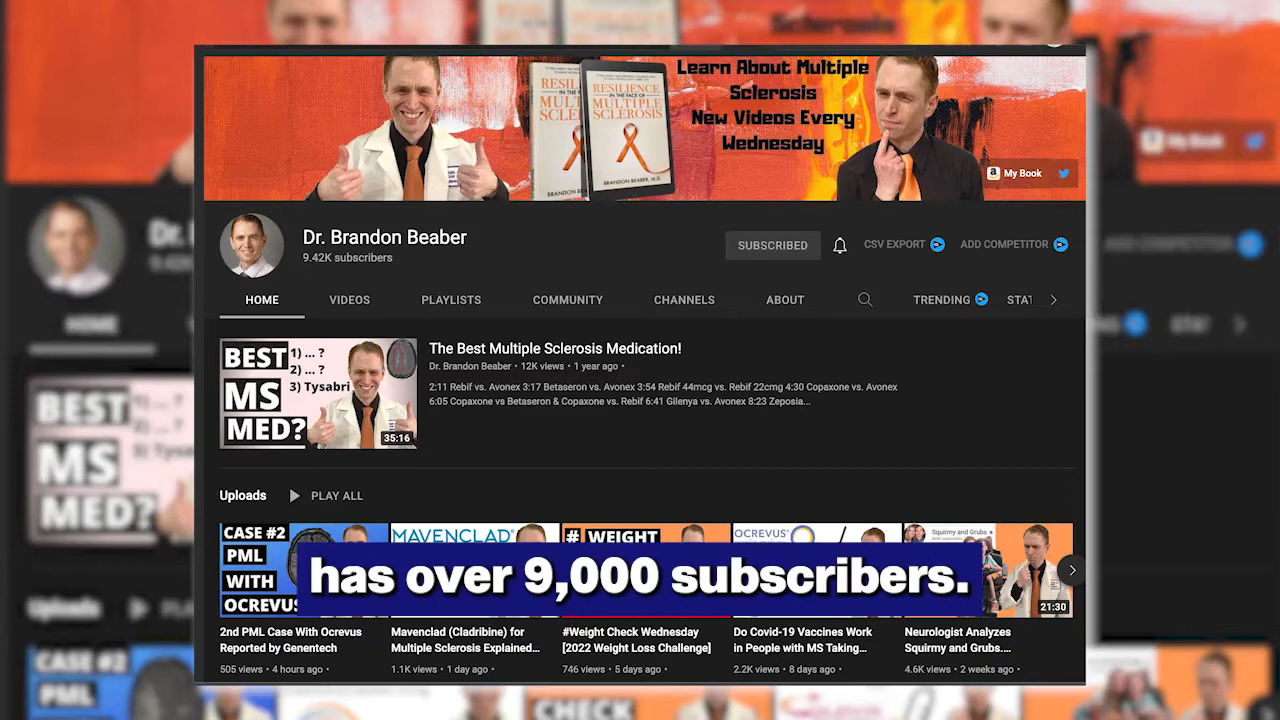 Learn About Multiple
Sclerosis
New Videos Every
Wednesday
RESILIENCE
IN THE FACE OF
MULTIPLE
SCLEROSIS
BRANDON BEABER, M.D.
My Book
Dr. Brandon Beaber
9.42K subscribers
SUBSCRIBED
CSV EXPORT
ADD COMPETITOR
HOME
VIDEOS
PLAYLISTS
COMMUNITY
CHANNELS
ABOUT
TRENDING
STAT
BEST
MS
MED?
1) ... ?
2) ... ?
3) Tysabri
35:16
The Best Multiple Sclerosis Medication!
Dr. Brandon Beaber • 12K views • 1 year ago •
2:11 Rebif vs. Avonex 3:17 Betaseron vs. Avonex 3:54 Rebif 44mcg vs. Rebif 22cmg 4:30 Copaxone vs. Avonex
6:05 Copaxone vs Betaseron & Copaxone vs. Rebif 6:41 Gilenya vs. Avonex 8:23 Zeposia...
Uploads
PLAY ALL
CASE #2
PML
WITH
OCREVUS
MAVENCLAD
# WEIGHT
OCREVUS
Squirmy and Grubs
21:30
has over 9,000 subscribers.
2nd PML Case With Ocrevus
Reported by Genentech
505 views • 4 hours ago •
Mavenclad (Cladribine) for
Multiple Sclerosis Explained...
1.1K views • 1 day ago •
#Weight Check Wednesday
[2022 Weight Loss Challenge]
746 views • 5 days ago •
Do Covid-19 Vaccines Work
in People with MS Taking...
2.2K views • 8 days ago •
Neurologist Analyzes
Squirmy and Grubs....
4.6K views • 2 weeks ago •